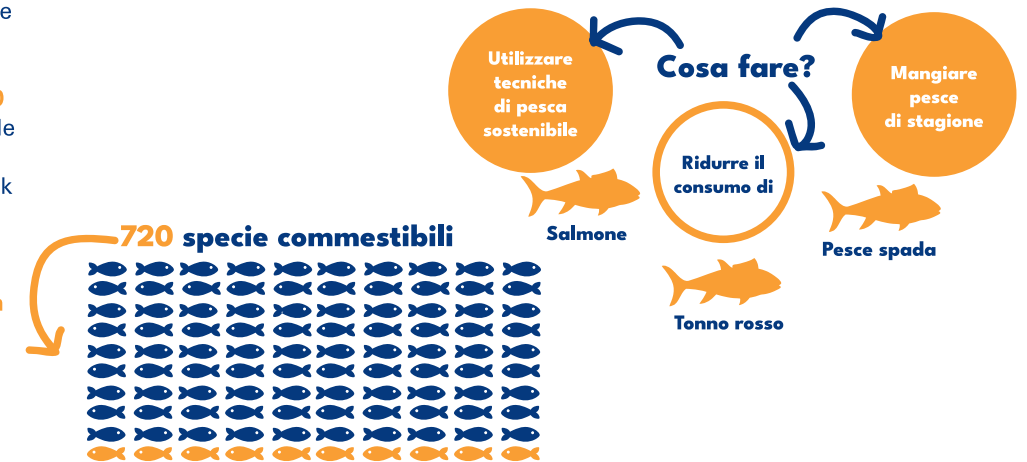 e
le
k
Cosa fare?
Utilizzare
tecniche
di pesca
sostenibile
Mangiare
pesce
di stagione
Ridurre il
consumo di
Salmone
Pesce spada
Tonno rosso
720 specie commestibili